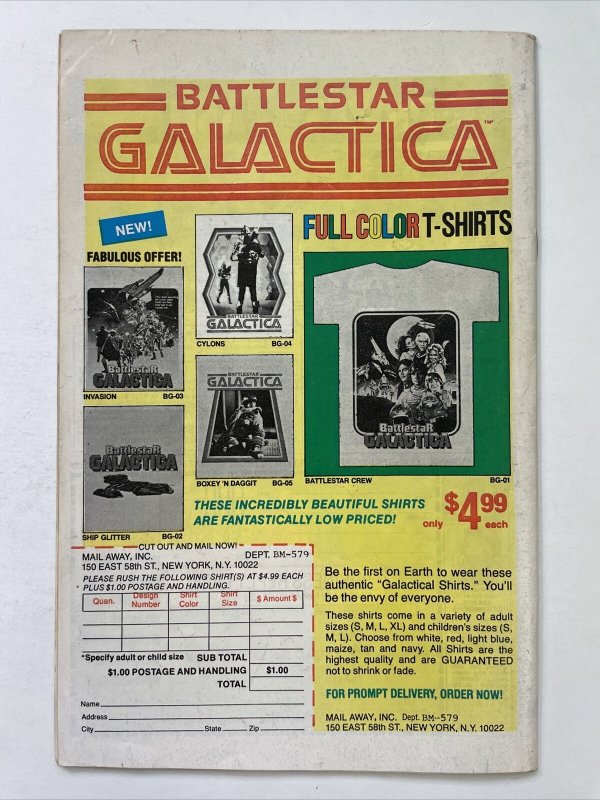 BATTLESTAR
GALACTICA™
NEW!
FABULOUS OFFER!
FULL COLOR T-SHIRTS
BATTLESTAR
GALACTICA
CYLONS BG-04
BattlestaR
GALACTICA
INVASION BG-03
BATTLESTAR
GALACTICA
BOXEY 'N DAGGIT BG-05
BattlestaR
GALACTICA
BATTLESTAR CREW BG-01
BattlestaR
GALACTICA
SHIP GLITTER BG-02
THESE INCREDIBLY BEAUTIFUL SHIRTS
ARE FANTASTICALLY LOW PRICED!
only $4.99 each
CUT OUT AND MAIL NOW!
MAIL AWAY, INC. DEPT. BM-579
150 EAST 58th ST., NEW YORK, N.Y. 10022
PLEASE RUSH THE FOLLOWING SHIRT(S) AT $4.99 EACH
PLUS $1.00 POSTAGE AND HANDLING.
Quan. Design Number Shirt Color Shirt Size $ Amount $
*Specify adult or child size SUB TOTAL
$1.00 POSTAGE AND HANDLING $1.00
TOTAL
Name
Address
City State Zip
Be the first on Earth to wear these
authentic "Galactical Shirts." You'll
be the envy of everyone.
These shirts come in a variety of adult
sizes (S, M, L, XL) and children's sizes (S,
M, L). Choose from white, red, light blue,
maize, tan and navy. All Shirts are the
highest quality and are GUARANTEED
not to shrink or fade.
FOR PROMPT DELIVERY, ORDER NOW!
MAIL AWAY, INC. Dept. BM-579
150 EAST 58th ST., NEW YORK, N.Y. 10022